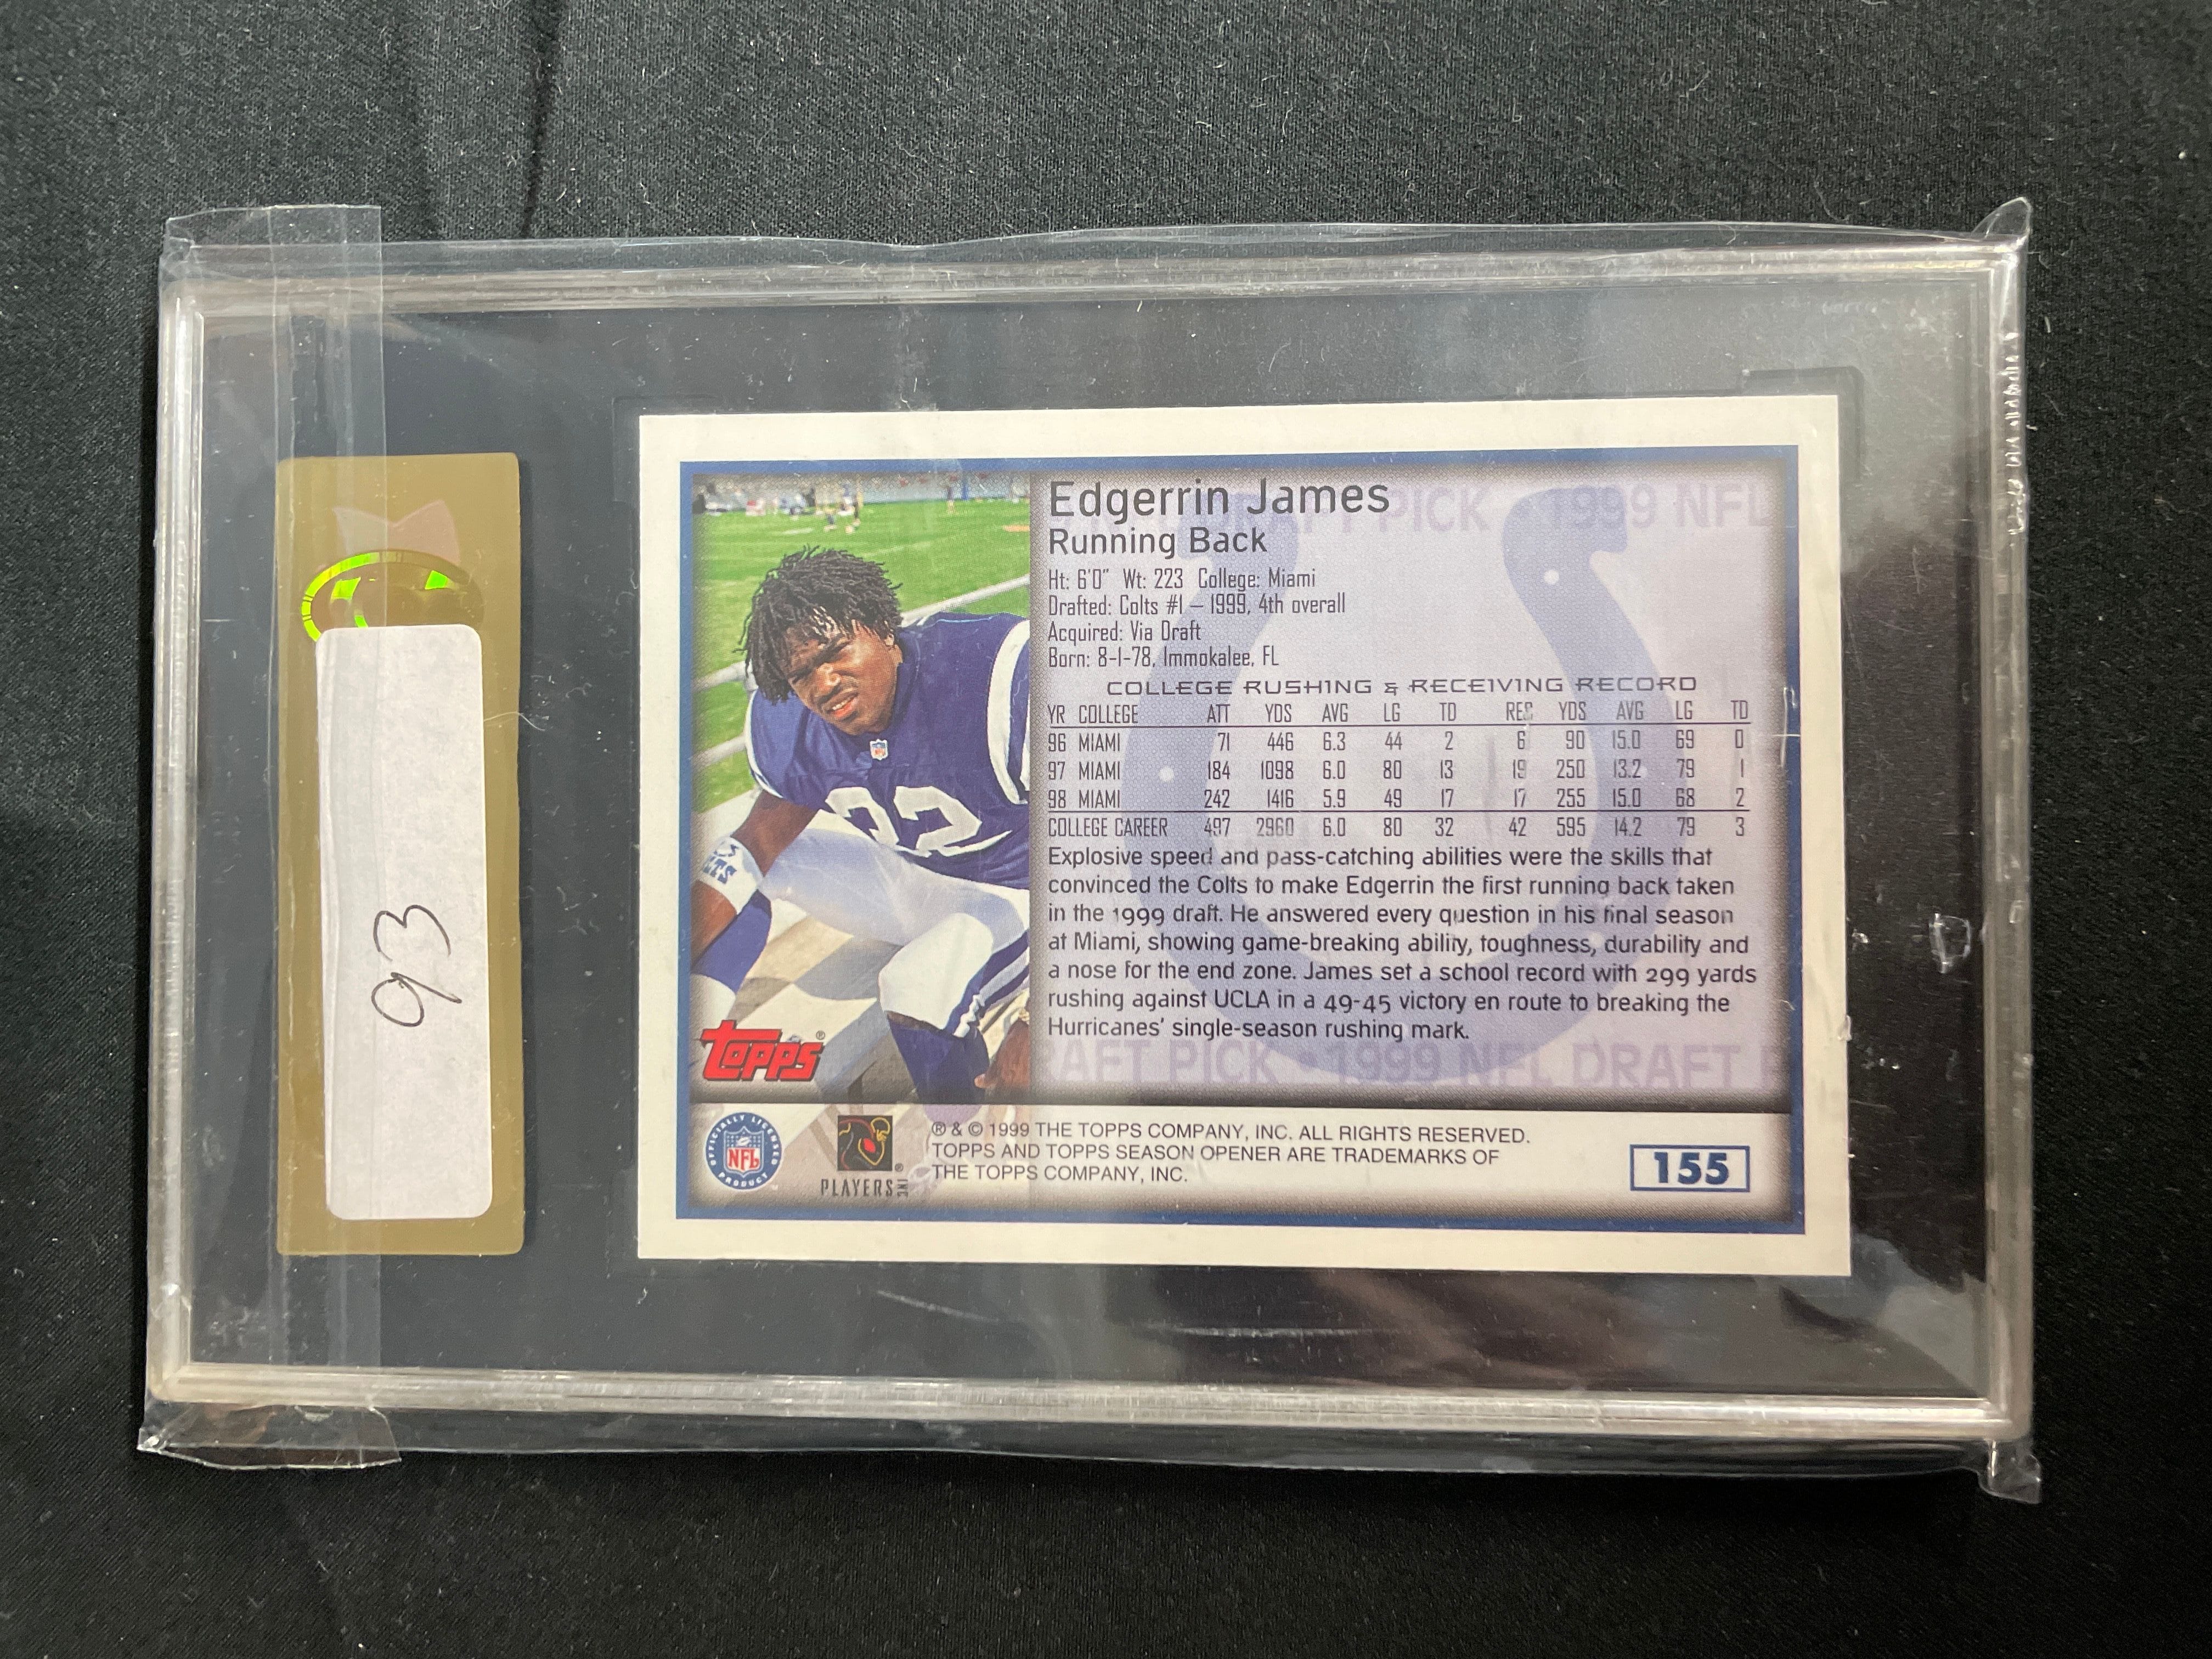 93
Edgerrin James
Running Back
Ht: 6'0" Wt: 223 College: Miami
Drafted: Colts #1 – 1999, 4th overall
Acquired: Via Draft
Born: 8-1-78, Immokalee, FL
COLLEGE RUSHING & RECEIVING RECORD
YR COLLEGE ATT YDS AVG LG TD REC YDS AVG LG TD
96 MIAMI 71 446 6.3 44 2 6 90 15.0 69 0
97 MIAMI 184 1098 6.0 80 13 19 250 13.2 79 1
98 MIAMI 242 1416 5.9 49 17 17 255 15.0 68 2
COLLEGE CAREER 497 2960 6.0 80 32 42 595 14.2 79 3
Explosive speed and pass-catching abilities were the skills that
convinced the Colts to make Edgerrin the first running back taken
in the 1999 draft. He answered every question in his final season
at Miami, showing game-breaking ability, toughness, durability and
a nose for the end zone. James set a school record with 299 yards
rushing against UCLA in a 49-45 victory en route to breaking the
Hurricanes' single-season rushing mark.
PICK 1999 NFL
AFT PICK • 1999 NFL DRAFT P
32
Topps®
OFFICIALLY LICENSED PRODUCT
NFL
PLAYERS INC®
® & © 1999 THE TOPPS COMPANY, INC. ALL RIGHTS RESERVED.
TOPPS AND TOPPS SEASON OPENER ARE TRADEMARKS OF
THE TOPPS COMPANY, INC.
155